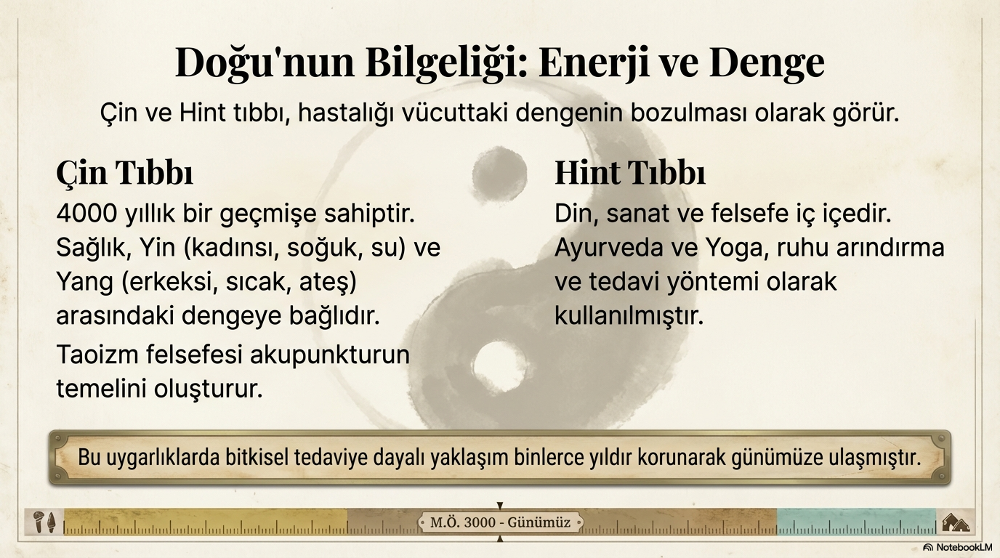 Doğu'nun Bilgeliği: Enerji ve Denge
Çin ve Hint tıbbı, hastalığı vücuttaki dengenin bozulması olarak görür.
Çin Tıbbı
4000 yıllık bir geçmişe sahiptir.
Sağlık, Yin (kadınsı, soğuk, su) ve
Yang (erkeksi, sıcak, ateş)
arasındaki dengeye bağlıdır.
Taoizm felsefesi akupunkturun
temelini oluşturur.
Hint Tıbbı
Din, sanat ve felsefe iç içedir.
Ayurveda ve Yoga, ruhu arındırma
ve tedavi yöntemi olarak
kullanılmıştır.
Bu uygarlıklarda bitkisel tedaviye dayalı yaklaşım binlerce yıldır korunarak günümüze ulaşmıştır.
M.Ö. 3000 - Günümüz
NotebookLM